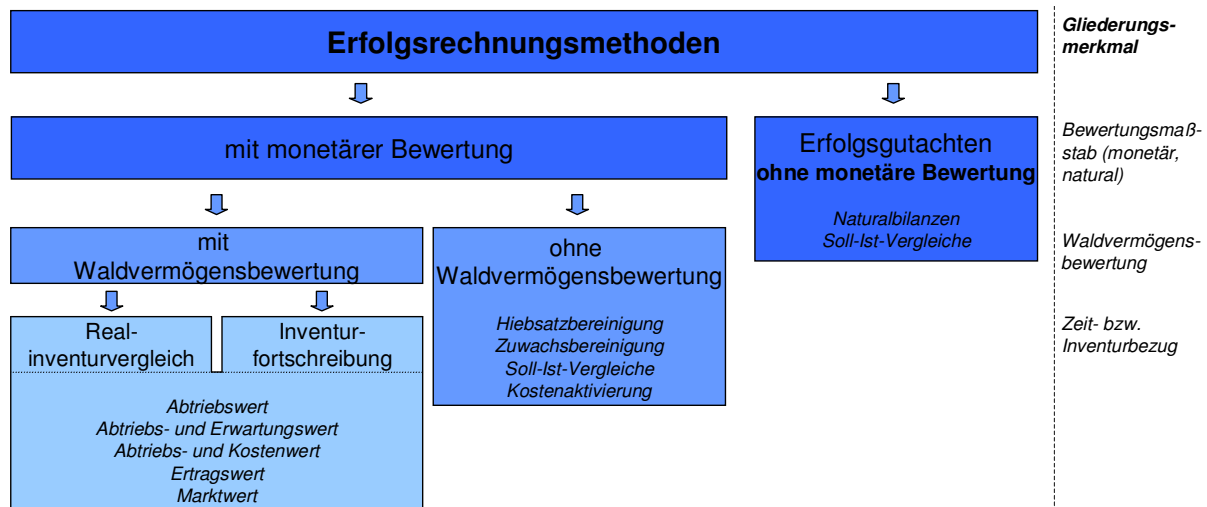 Erfolgsrechnungsmethoden
Gliederungs-
merkmal
mit monetärer Bewertung
Erfolgsgutachten
ohne monetäre Bewertung
Naturalbilanzen
Soll-Ist-Vergleiche
Bewertungsmaß-
stab (monetär,
natural)
mit
Waldvermögensbewertung
ohne
Waldvermögensbewertung
Hiebsatzbereinigung
Zuwachsbereinigung
Soll-Ist-Vergleiche
Kostenaktivierung
Waldvermögens-
bewertung
Real-
inventurvergleich
Inventur-
fortschreibung
Zeit- bzw.
Inventurbezug
Abtriebswert
Abtriebs- und Erwartungswert
Abtriebs- und Kostenwert
Ertragswert
Marktwert